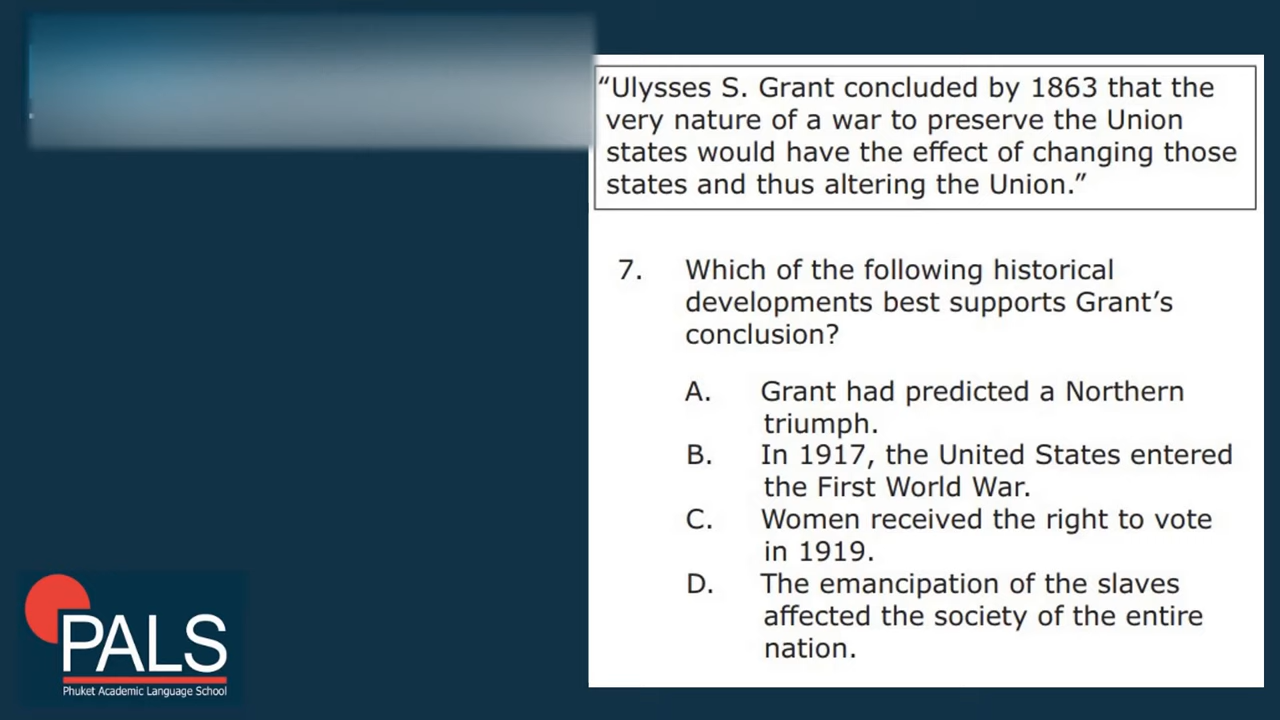 “Ulysses S. Grant concluded by 1863 that the
very nature of a war to preserve the Union
states would have the effect of changing those
states and thus altering the Union.”
7. Which of the following historical
developments best supports Grant’s
conclusion?
A. Grant had predicted a Northern
triumph.
B. In 1917, the United States entered
the First World War.
C. Women received the right to vote
in 1919.
D. The emancipation of the slaves
affected the society of the entire
nation.
PALS
Phuket Academic Language School